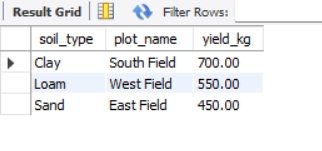 Result Grid Filter Rows:
soil_type plot_name yield_kg
Clay South Field 700.00
Loam West Field 550.00
Sand East Field 450.00